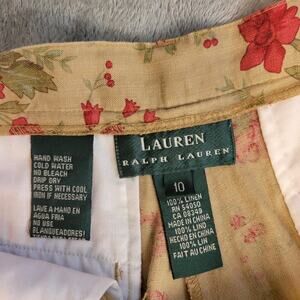 HAND WASH
COLD WATER
NO BLEACH
DRIP DRY
PRESS WITH COOL
IRON IF NECESSARY
LAVE A MANO EN
AGUA FRIA
NO USE
BLANQUEADORES
LAUREN
RALPH LAUREN
10
100% LINEN
RN 54050
CA 08349
MADE IN CHINA
100% LINO
HECHO EN CHINA
100% LIN
FAIT AU CHINE